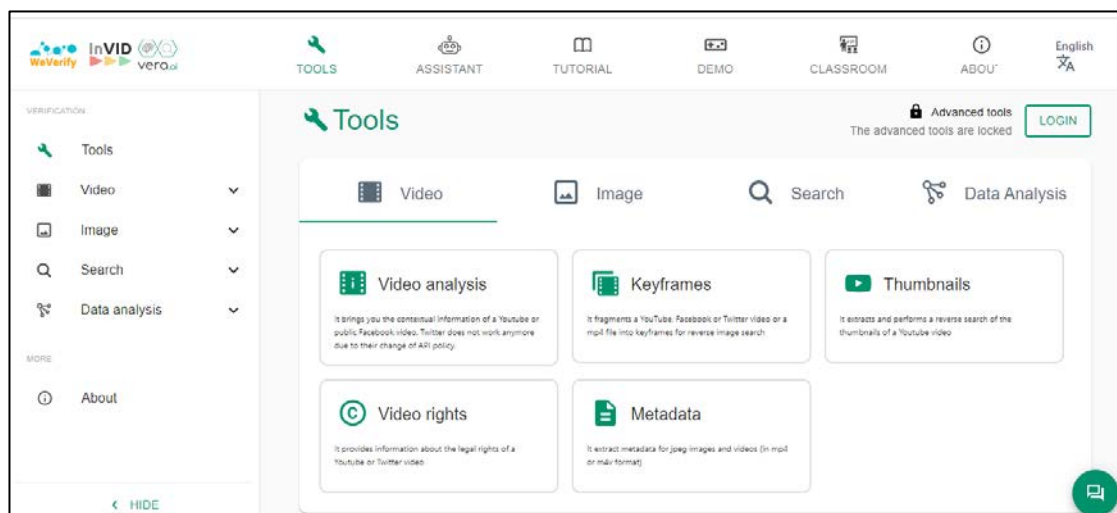 WeVerify
InVID
vera.ai
TOOLS
ASSISTANT
TUTORIAL
DEMO
CLASSROOM
ABOU
English
VERIFICATION
Tools
Video
Image
Search
Data analysis
MORE
About
HIDE
Tools
Advanced tools
The advanced tools are locked
LOGIN
Video
Image
Search
Data Analysis
Video analysis
It brings you the contextual information of a Youtube or
public Facebook video. Twitter does not work anymore
due to their change of API policy.
Keyframes
It fragments a YouTube, Facebook or Twitter video or a
mp4 file into keyframes for reverse image search
Thumbnails
It extracts and performs a reverse search of the
thumbnails of a Youtube video
Video rights
It provides information about the legal rights of a
Youtube or Twitter video
Metadata
It extract metadata for jpeg images and videos (in mp4
or m4v format)